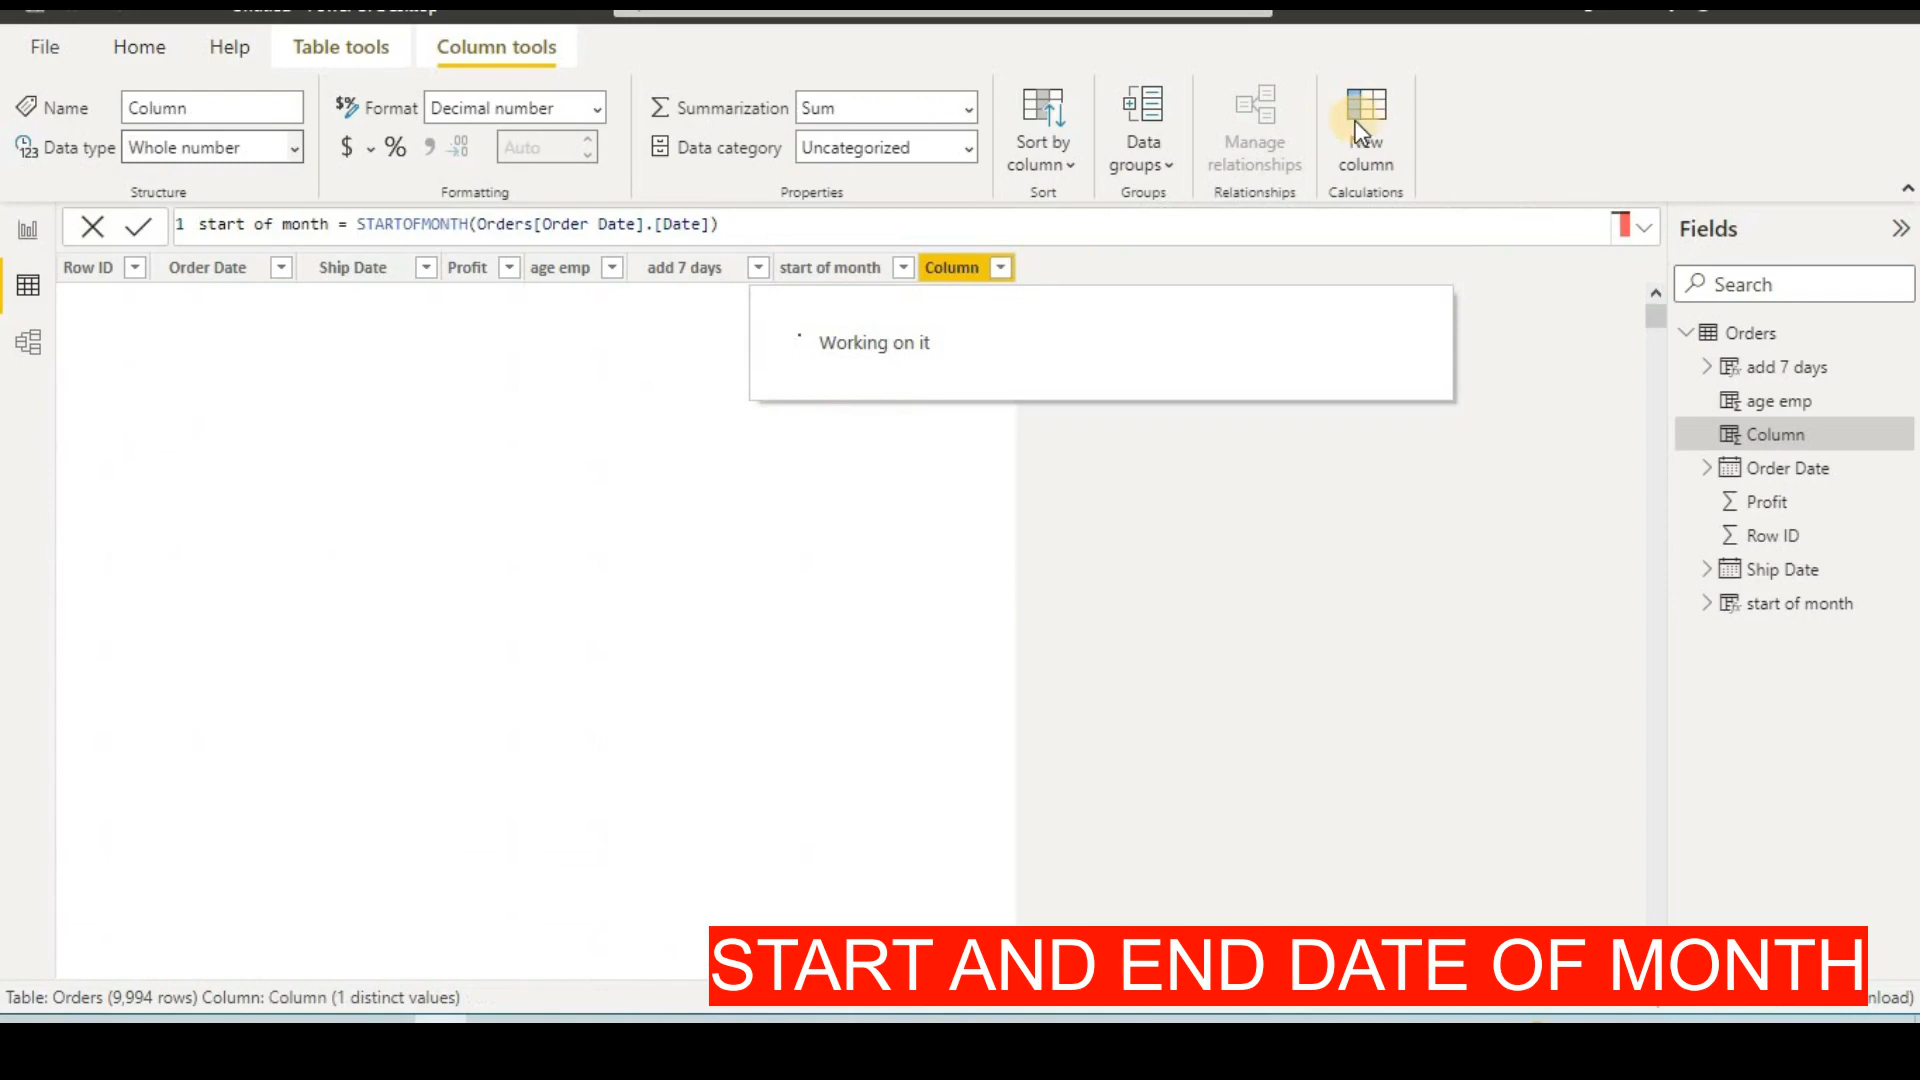 File Home Help Table tools Column tools
Name Column Format Decimal number Summarization Sum
Data type Whole number $ % Auto Data category Uncategorized
Sort by column
Data groups
Manage relationships
New column
Structure Formatting Properties Sort Groups Relationships Calculations
1 start of month = STARTOFMONTH(Orders[Order Date].[Date])
Row ID Order Date Ship Date Profit age emp add 7 days start of month Column
Working on it
Fields
Search
Orders
add 7 days
age emp
Column
Order Date
Profit
Row ID
Ship Date
start of month
START AND END DATE OF MONTH
Table: Orders (9,994 rows) Column: Column (1 distinct values)